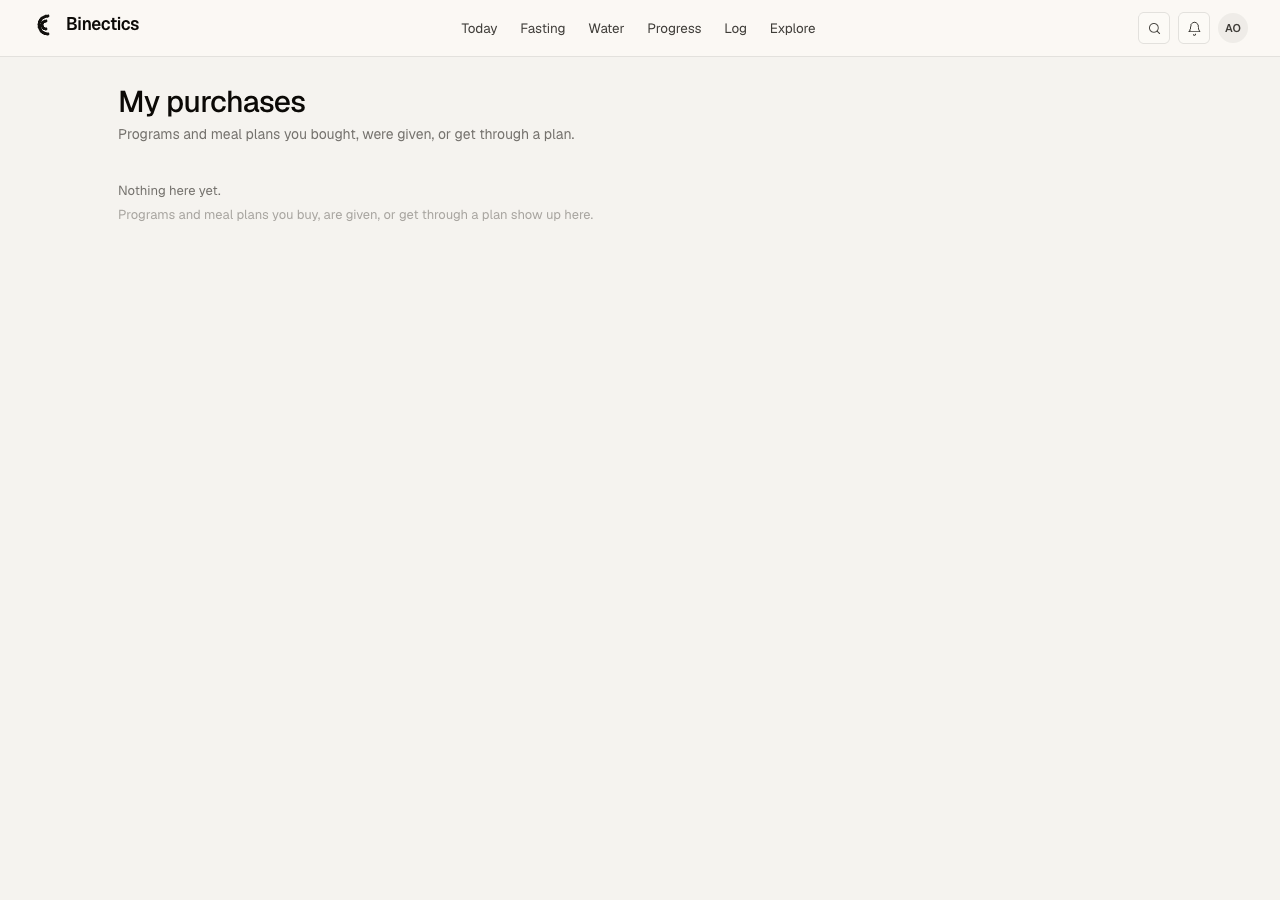 Binectics
Today
Fasting
Water
Progress
Log
Explore
AO
My purchases
Programs and meal plans you bought, were given, or get through a plan.
Nothing here yet.
Programs and meal plans you buy, are given, or get through a plan show up here.